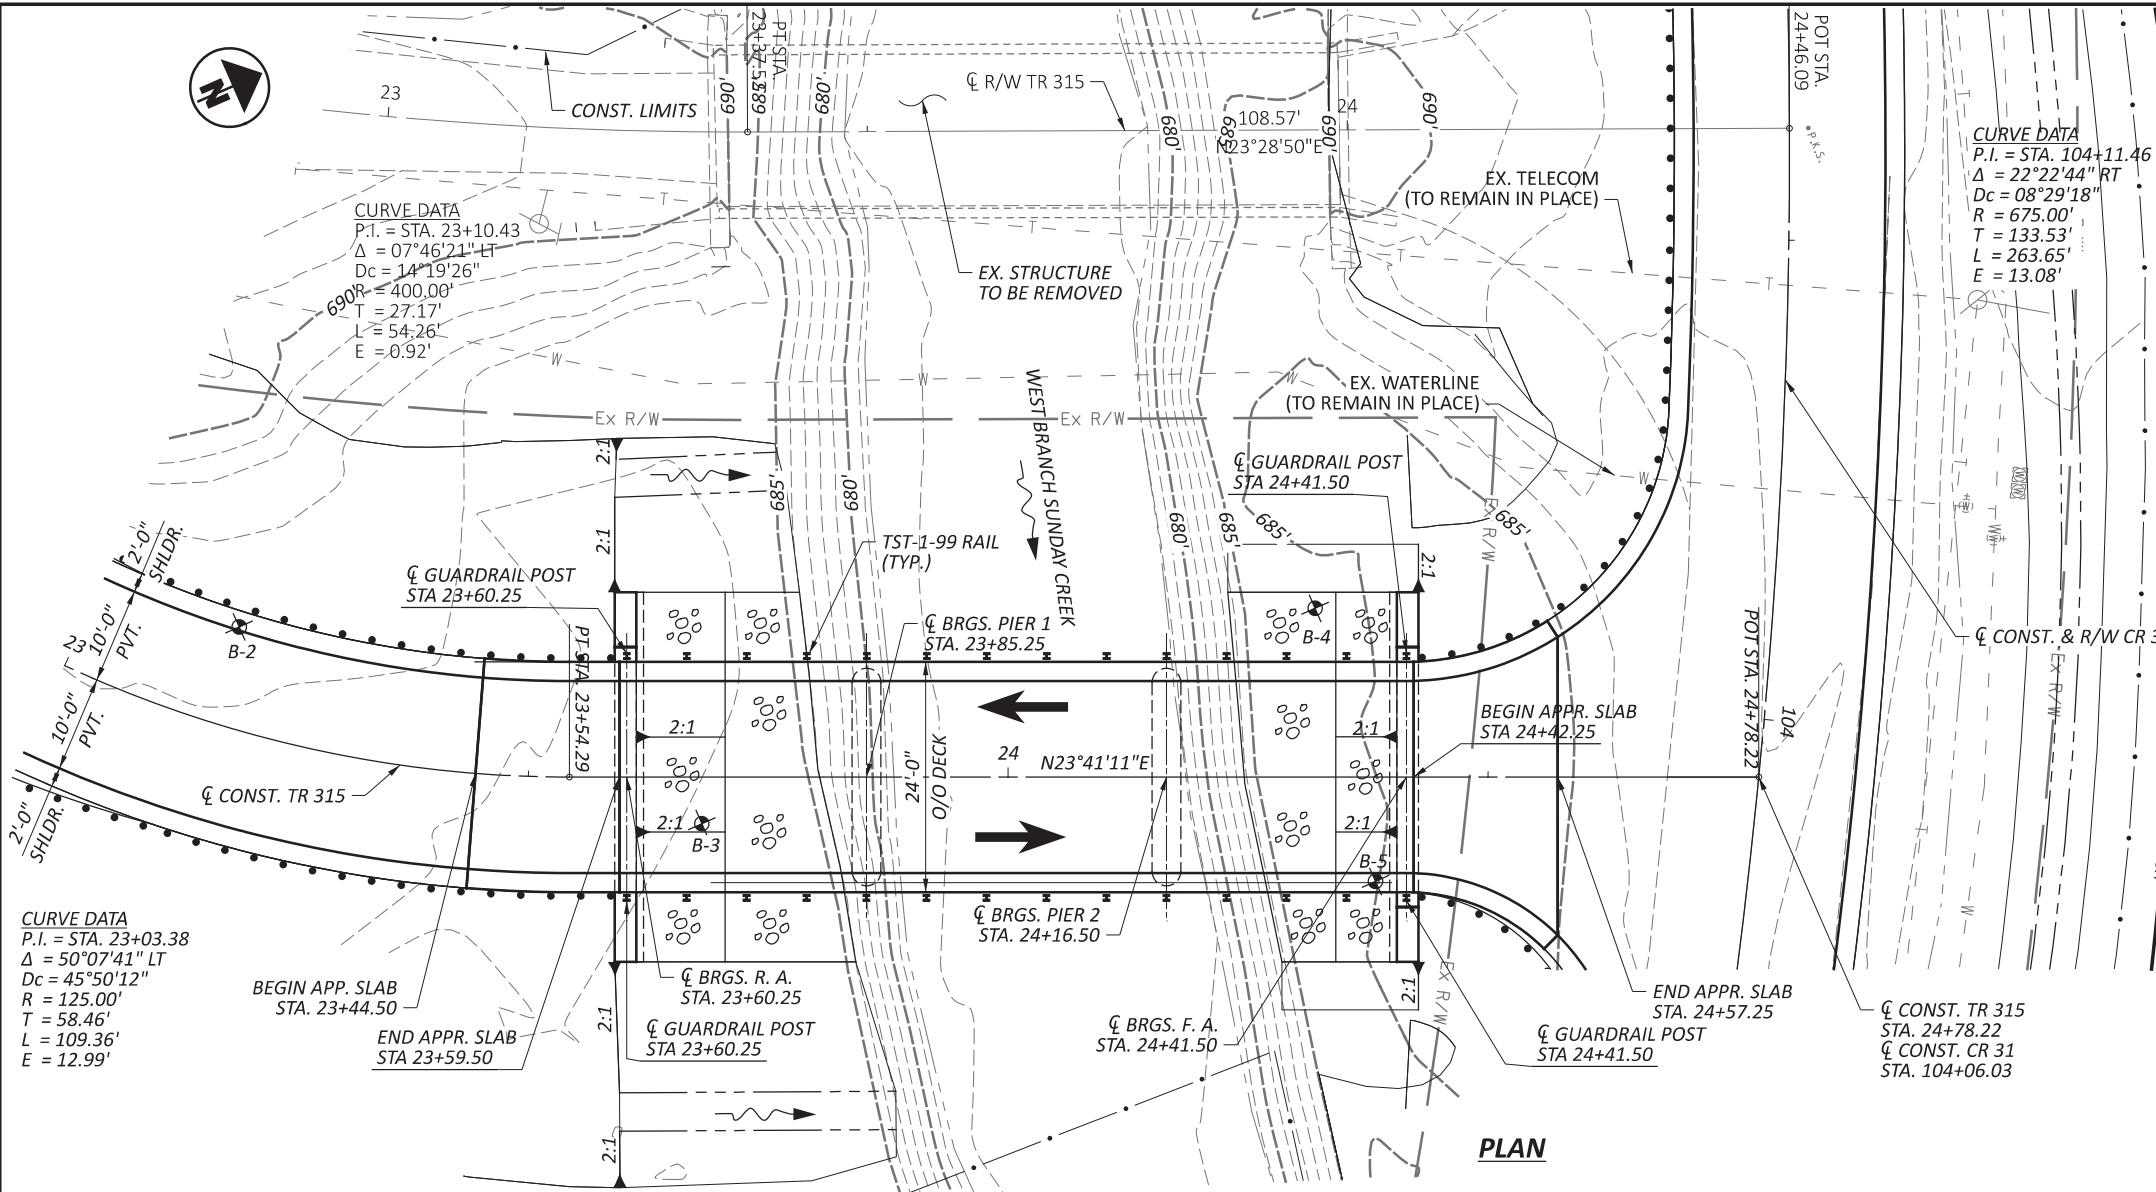 N
23
CONST. LIMITS
PT STA.
690'
685'
680'
℄ R/W TR 315
680'
685'
108.57'
N23°28'50"E
690'
24
690'
POT STA.
24+46.09
P.K.S.
CURVE DATA
P.I. = STA. 104+11.46
Δ = 22°22'44" RT
Dc = 08°29'18"
R = 675.00'
T = 133.53'
L = 263.65'
E = 13.08'
EX. TELECOM
(TO REMAIN IN PLACE)
CURVE DATA
P.I. = STA. 23+10.43
Δ = 07°46'21" LT
Dc = 14°19'26"
R = 400.00'
T = 27.17'
L = 54.26'
E = 0.92'
690'
EX. STRUCTURE
TO BE REMOVED
T
T
T
T
W
W
W
W
EX. WATERLINE
(TO REMAIN IN PLACE)
Ex R/W
Ex R/W
WEST BRANCH SUNDAY CREEK
2:1
2:1
685'
680'
680'
685'
685'
685'
Ex R/W
℄ GUARDRAIL POST
STA 24+41.50
2'-0"
SHLDR.
10'-0"
PVT.
10'-0"
PVT.
2'-0"
SHLDR.
23
B-2
℄ GUARDRAIL POST
STA 23+60.25
TST-1-99 RAIL
(TYP.)
℄ BRGS. PIER 1
STA. 23+85.25
B-4
2:1
PT STA. 23+54.29
℄ CONST. TR 315
2:1
2:1
B-3
24'-0"
O/O DECK
24
N23°41'11"E
2:1
2:1
B-5
BEGIN APPR. SLAB
STA 24+42.25
POT STA. 24+78.22
104
℄ CONST. & R/W CR 3
Ex R/W
CURVE DATA
P.I. = STA. 23+03.38
Δ = 50°07'41" LT
Dc = 45°50'12"
R = 125.00'
T = 58.46'
L = 109.36'
E = 12.99'
BEGIN APP. SLAB
STA. 23+44.50
END APPR. SLAB
STA 23+59.50
℄ BRGS. R. A.
STA. 23+60.25
℄ GUARDRAIL POST
STA 23+60.25
℄ BRGS. PIER 2
STA. 24+16.50
℄ BRGS. F. A.
STA. 24+41.50
2:1
2:1
2:1
Ex R/W
℄ GUARDRAIL POST
STA 24+41.50
END APPR. SLAB
STA. 24+57.25
℄ CONST. TR 315
STA. 24+78.22
℄ CONST. CR 31
STA. 104+06.03
PLAN